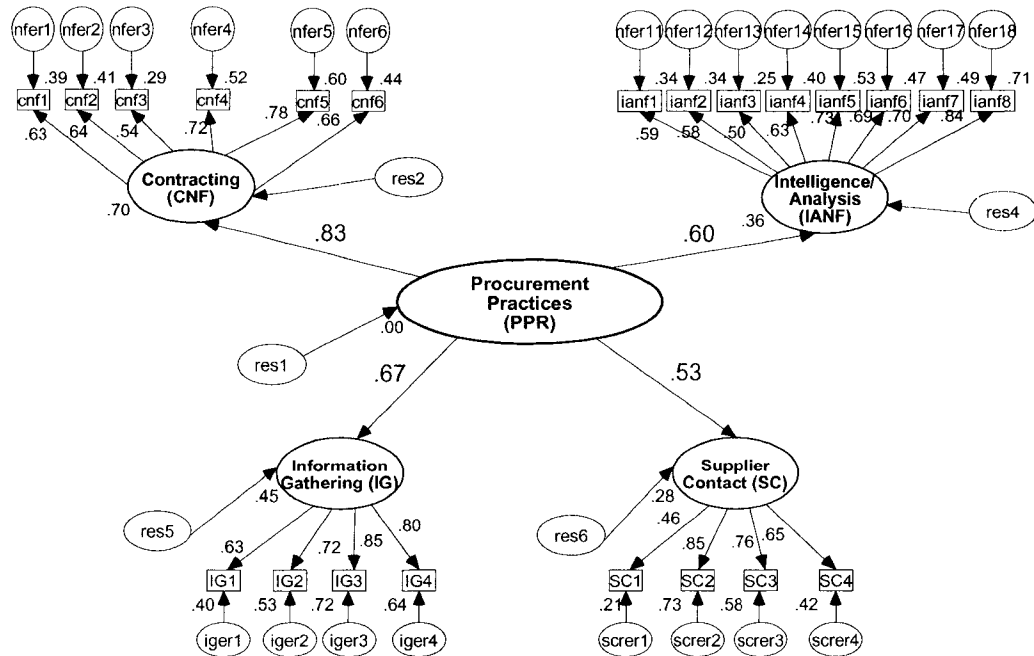 nfer1 nfer2 nfer3 nfer4 nfer5 nfer6 nfer11 nfer12 nfer13 nfer14 nfer15 nfer16 nfer17 nfer18
.39 .41 .29 .52 .60 .44 .34 .34 .25 .40 .53 .47 .49 .71
cnf1 cnf2 cnf3 cnf4 cnf5 cnf6 ianf1 ianf2 ianf3 ianf4 ianf5 ianf6 ianf7 ianf8
.63 .64 .54 .72 .78 .66 .59 .58 .50 .63 .73 .69 .70 .84
Contracting
(CNF)
.70
res2
Intelligence/
Analysis
(IANF)
.36
res4
.83 .60
Procurement
Practices
(PPR)
.00
res1
.67 .53
Information
Gathering (IG)
.45
res5
Supplier
Contact (SC)
.28
res6
.63 .72 .85 .80 .46 .85 .76 .65
IG1 IG2 IG3 IG4 SC1 SC2 SC3 SC4
.40 .53 .72 .64 .21 .73 .58 .42
iger1 iger2 iger3 iger4 screr1 screr2 screr3 screr4